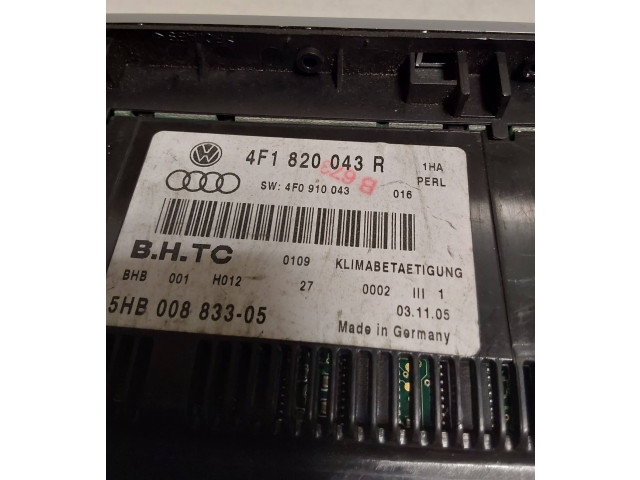 4F1 820 043 R
1HA
PERL
SW: 4F0 910 043
016
B 673
B.H.TC
0109
KLIMABETAETIGUNG
BHB 001 H012 27 0002 III 1
5HB 008 833-05
03.11.05
Made in Germany